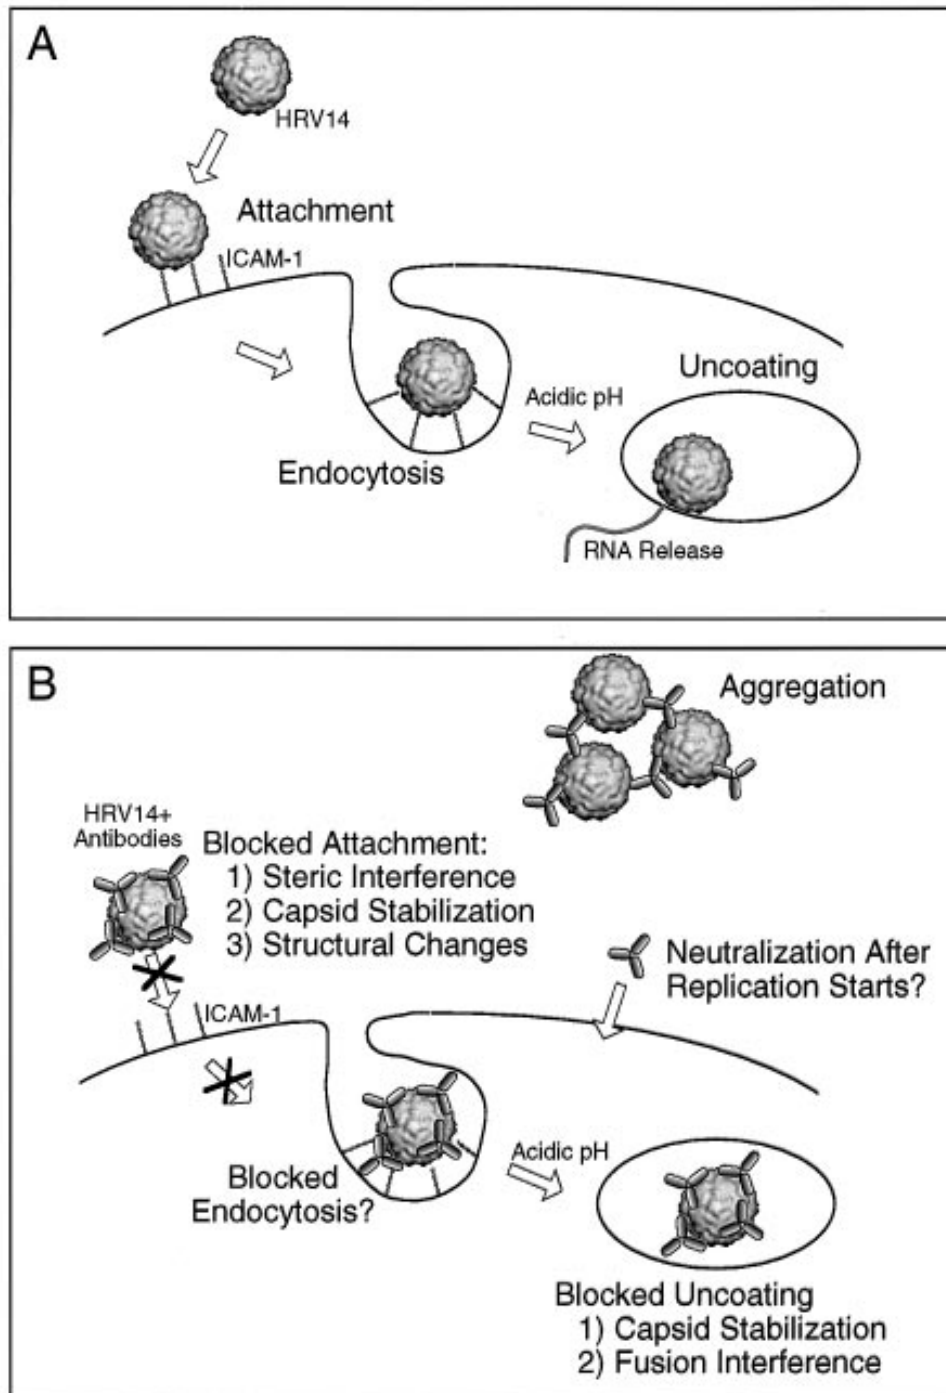 A
HRV14
Attachment
ICAM-1
Uncoating
Acidic pH
Endocytosis
RNA Release
B
Aggregation
HRV14+
Antibodies
Blocked Attachment:
1) Steric Interference
2) Capsid Stabilization
3) Structural Changes
Neutralization After
Replication Starts?
ICAM-1
Acidic pH
Blocked
Endocytosis?
Blocked Uncoating
1) Capsid Stabilization
2) Fusion Interference